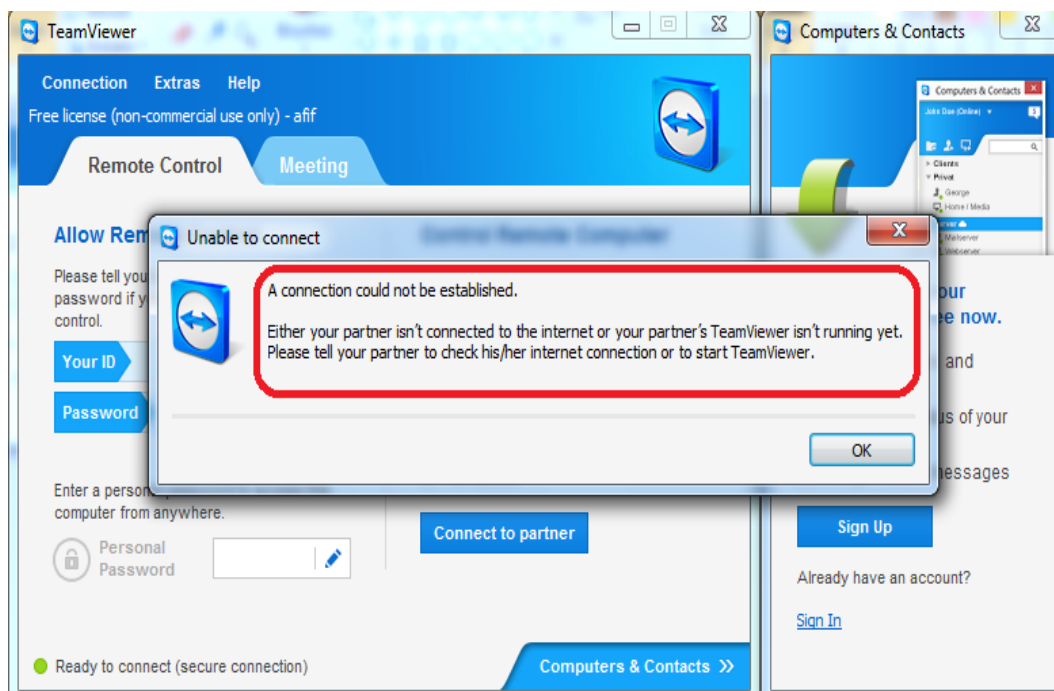 TeamViewer
Connection Extras Help
Free license (non-commercial use only) - afif
Remote Control Meeting
Allow Rem
Control Remote Computer
Please tell you
password if y
control.
Your ID
Password
Unable to connect
A connection could not be established.
Either your partner isn't connected to the internet or your partner's TeamViewer isn't running yet.
Please tell your partner to check his/her internet connection or to start TeamViewer.
OK
Enter a person
computer from anywhere.
Personal
Password
Connect to partner
Ready to connect (secure connection)
Computers & Contacts >>
Computers & Contacts
Computers & Contacts
John Doe (Online)
Clients
Privat
George
Home / Media
Mailserver
Webserver
our
ee now.
and
us of your
essages
Sign Up
Already have an account?
Sign In